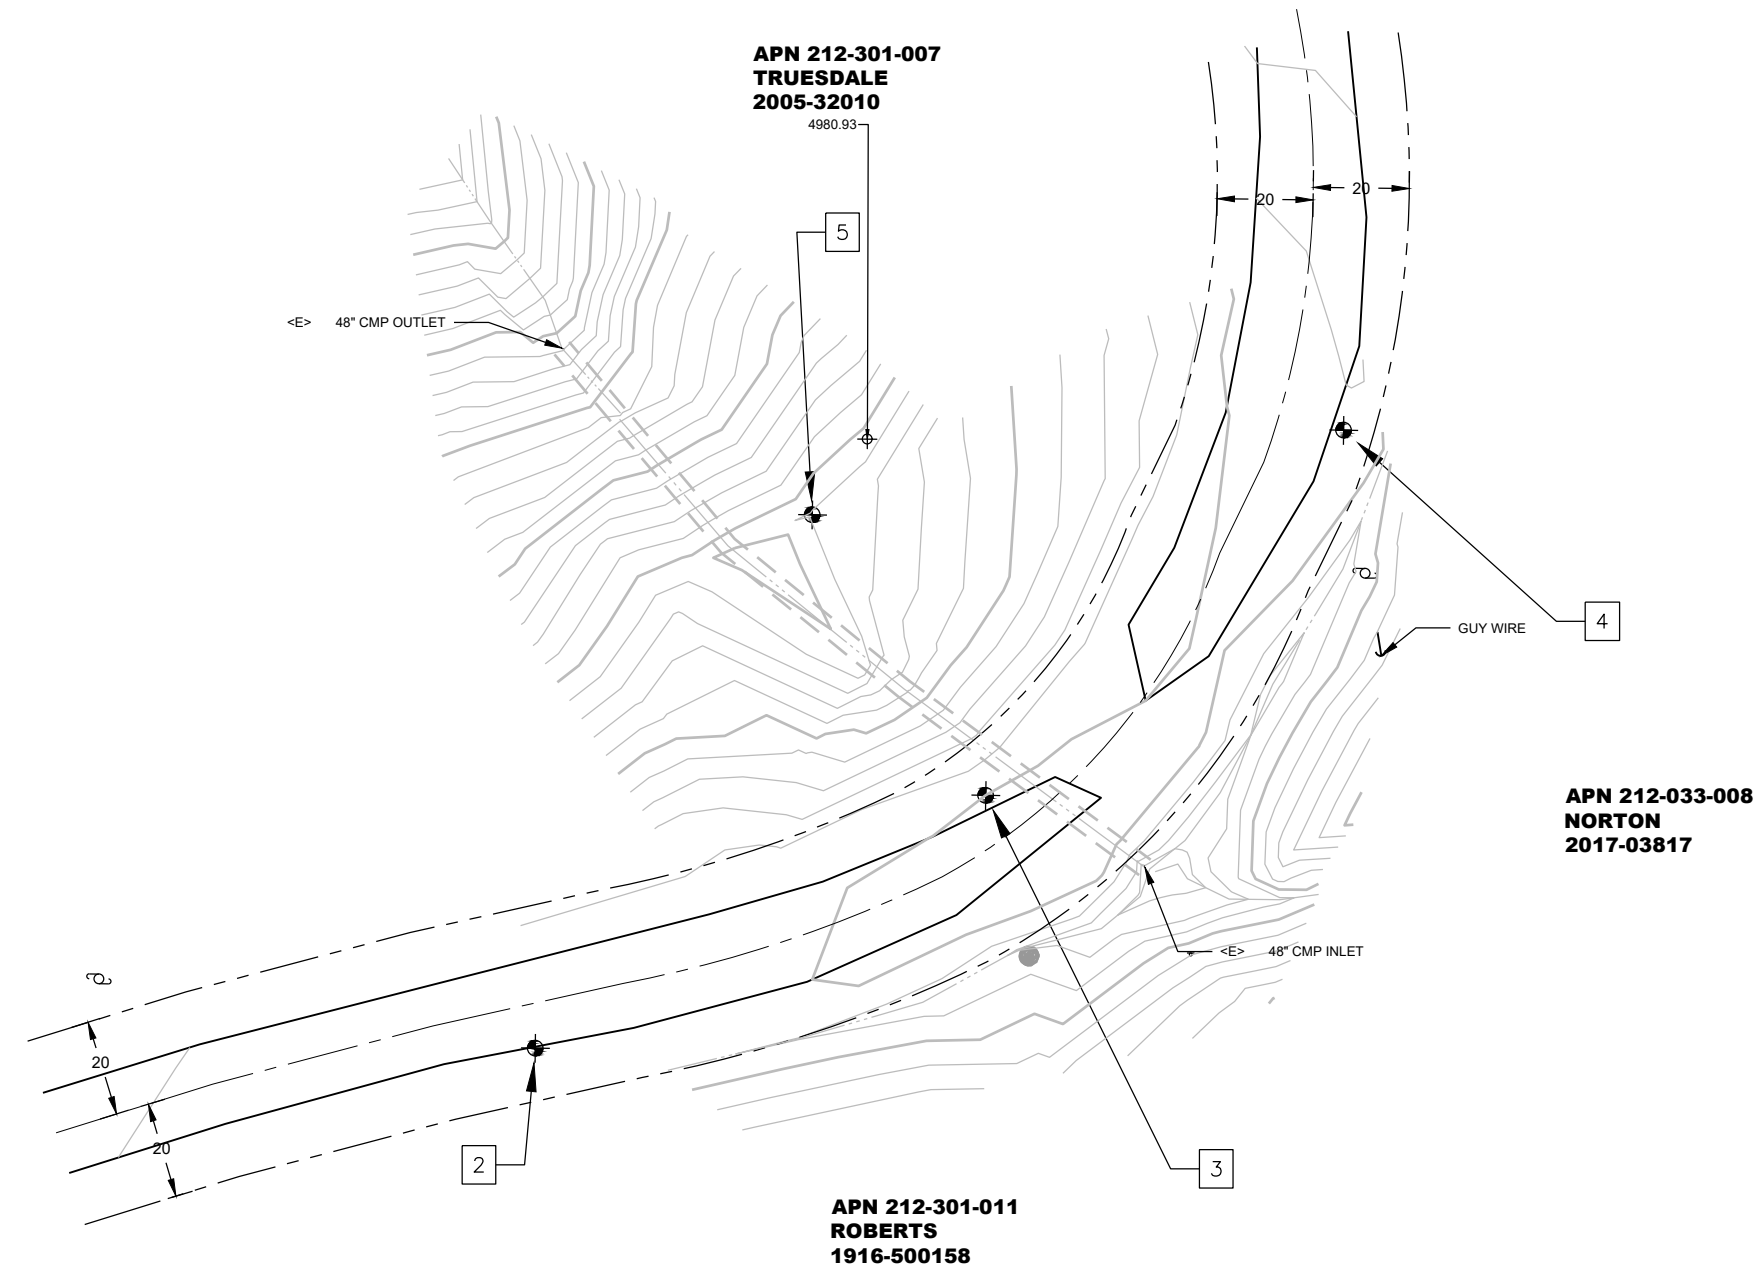 APN 212-301-007
TRUESDALE
2005-32010
4980.93
20
20
5
<E> 48" CMP OUTLET
4
GUY WIRE
APN 212-033-008
NORTON
2017-03817
<E> 48" CMP INLET
20
20
2
3
APN 212-301-011
ROBERTS
1916-500158